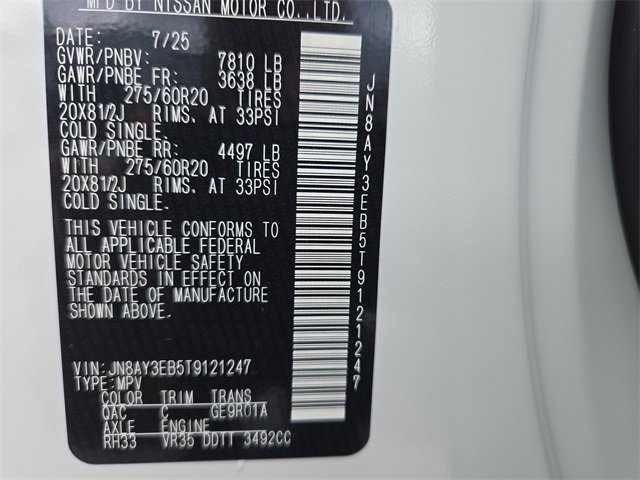 MFD BY NISSAN MOTOR CO.,LTD.
DATE: 7/25
GVWR/PNBV: 7810 LB
GAWR/PNBE FR: 3638 LB
WITH 275/60R20 TIRES
20X81/2J RIMS. AT 33PSI
COLD SINGLE.
GAWR/PNBE RR: 4497 LB
WITH 275/60R20 TIRES
20X81/2J RIMS. AT 33PSI
COLD SINGLE.
THIS VEHICLE CONFORMS TO
ALL APPLICABLE FEDERAL
MOTOR VEHICLE SAFETY
STANDARDS IN EFFECT ON
THE DATE OF MANUFACTURE
SHOWN ABOVE.
VIN: JN8AY3EB5T9121247
TYPE: MPV
COLOR TRIM TRANS
QAC C GE9R01A
AXLE ENGINE
RH33 VR35 DDTT 3492CC
JN8AY3EB5T9121247